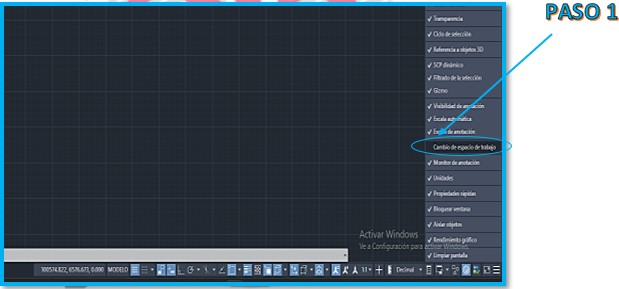 PASO 1
✓ Transparencia
✓ Ciclo de selección
✓ Referencia a objetos 3D
✓ SCP dinámico
✓ Filtrado de la selección
✓ Gizmo
✓ Visibilidad de anotación
✓ Escala automática
✓ Escala de anotación
Cambio de espacio de trabajo
✓ Monitor de anotación
✓ Unidades
✓ Propiedades rápidas
✓ Bloquear ventana
✓ Aislar objetos
✓ Rendimiento gráfico
✓ Limpiar pantalla
Activar Windows
Ve a Configuración para activar Windows.
100574.822, 6576.673, 0.000 MODELO 1:1 Decimal